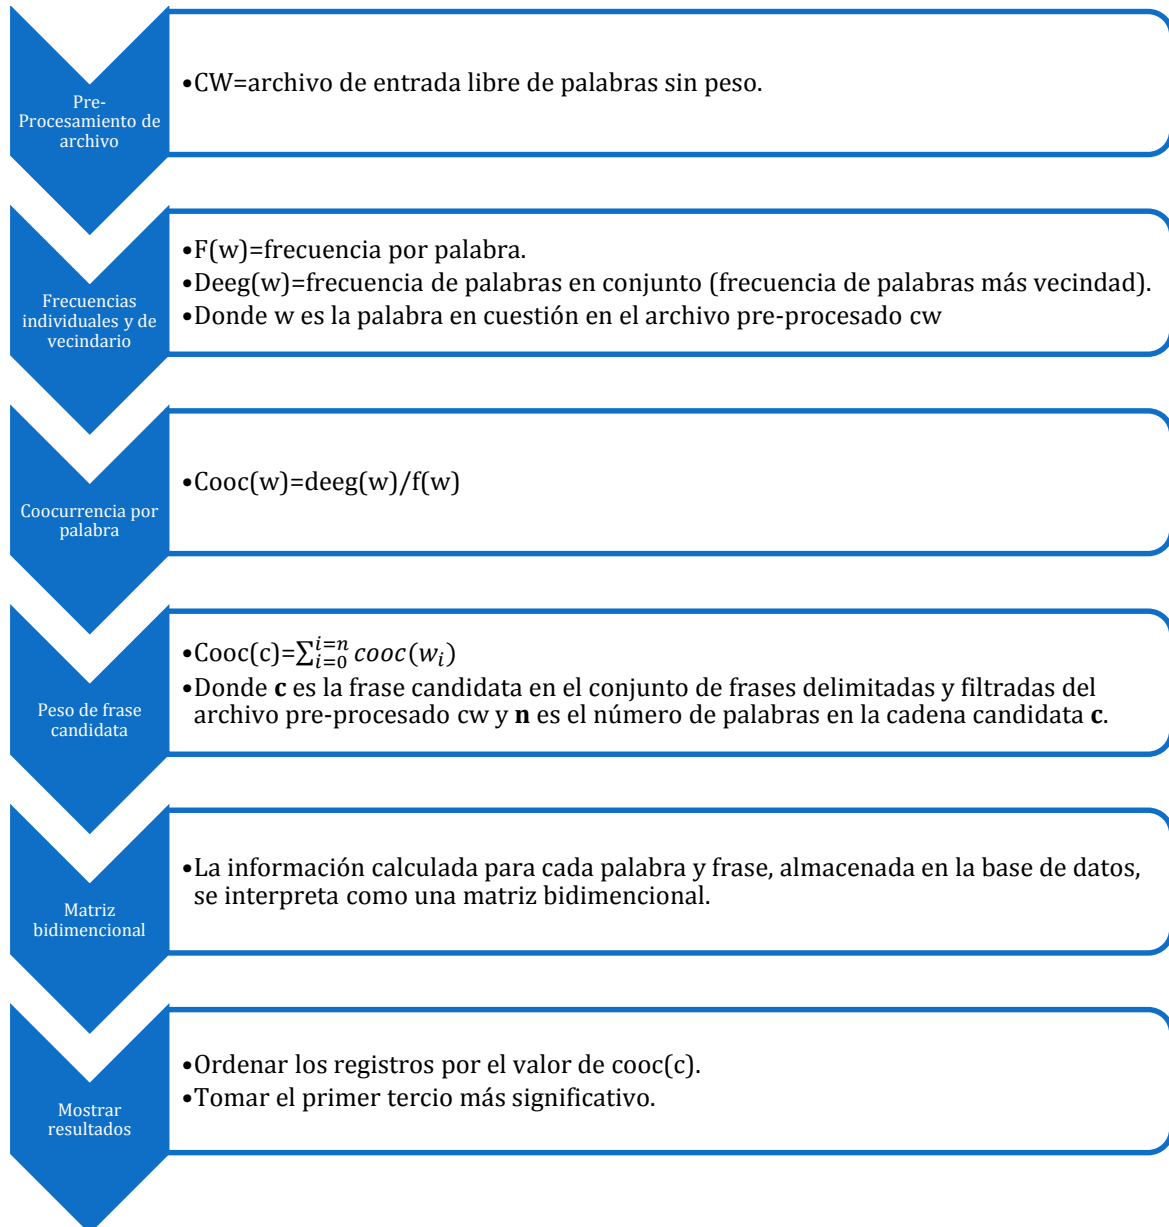 Pre-
Procesamiento de
archivo
•CW=archivo de entrada libre de palabras sin peso.
Frecuencias
individuales y de
vecindario
•F(w)=frecuencia por palabra.
•Deeg(w)=frecuencia de palabras en conjunto (frecuencia de palabras más vecindad).
•Donde w es la palabra en cuestión en el archivo pre-procesado cw
Coocurrencia por
palabra
•Cooc(w)=deeg(w)/f(w)
Peso de frase
candidata
•Cooc(c)=∑_{i=0}^{i=n} cooc(w_i)
•Donde c es la frase candidata en el conjunto de frases delimitadas y filtradas del
archivo pre-procesado cw y n es el número de palabras en la cadena candidata c.
Matriz
bidimencional
•La información calculada para cada palabra y frase, almacenada en la base de datos,
se interpreta como una matriz bidimencional.
Mostrar
resultados
•Ordenar los registros por el valor de cooc(c).
•Tomar el primer tercio más significativo.